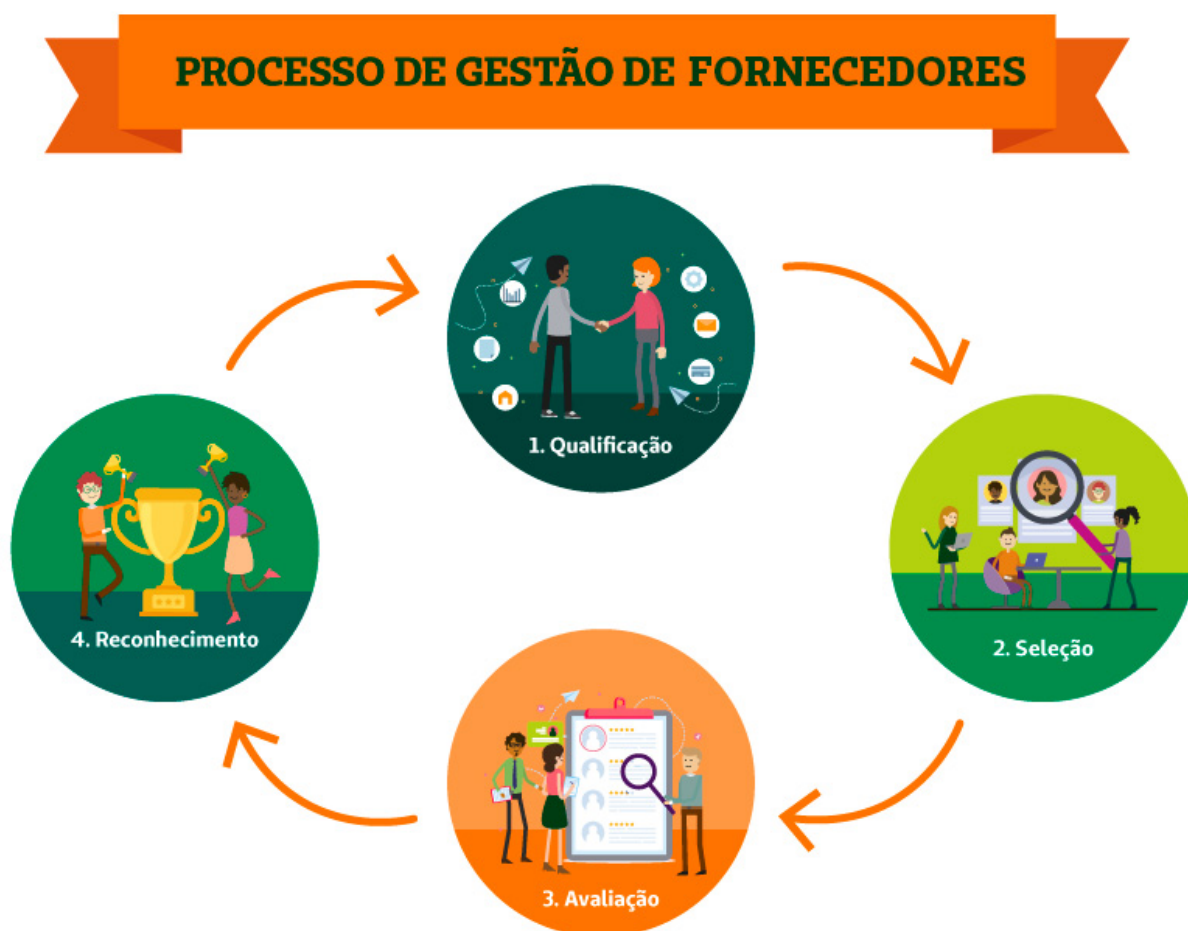 PROCESSO DE GESTÃO DE FORNECEDORES
1. Qualificação
2. Seleção
3. Avaliação
4. Reconhecimento